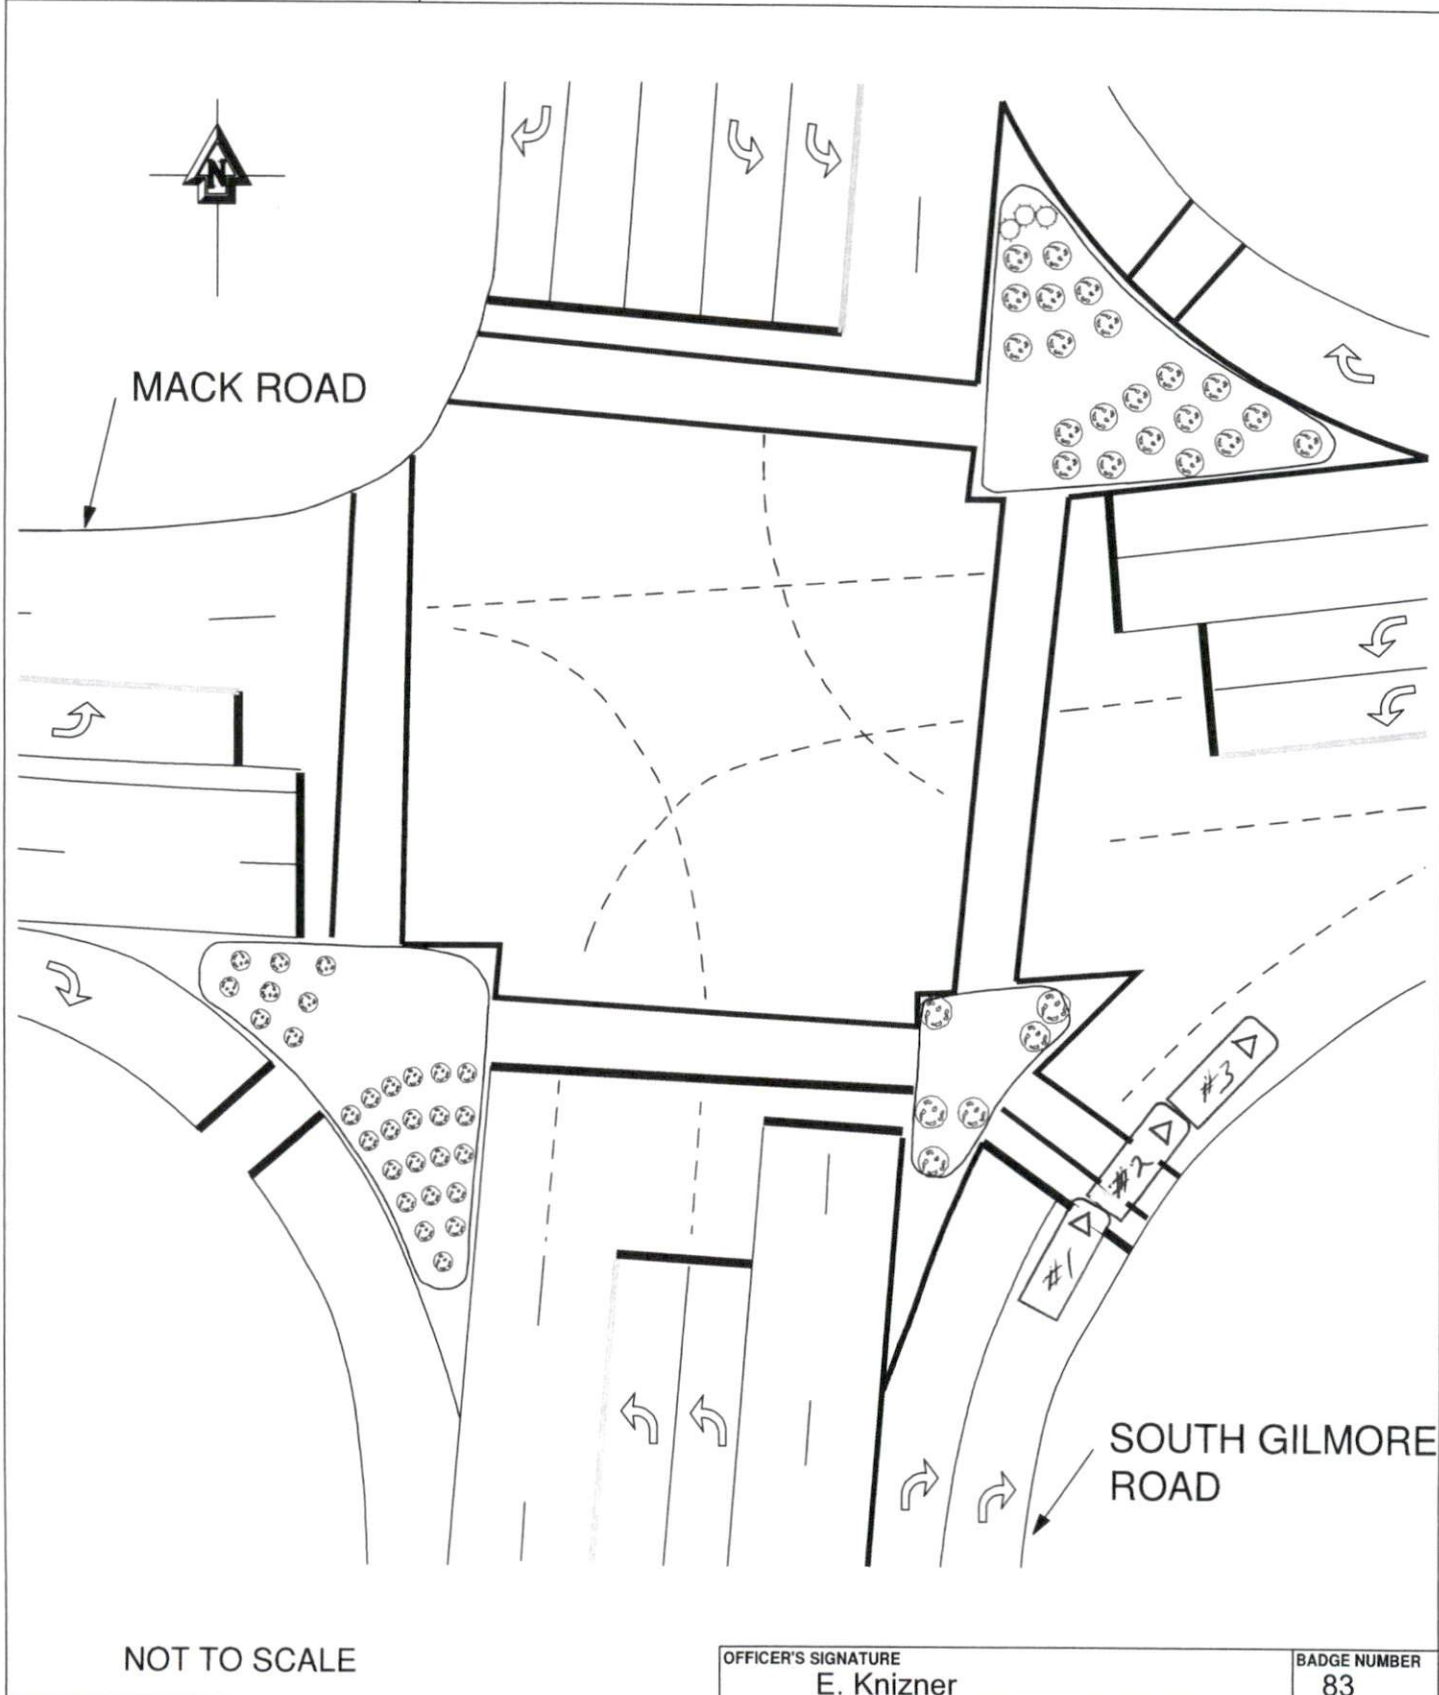 N
MACK ROAD
#3
#2
#1
SOUTH GILMORE
ROAD
NOT TO SCALE
OFFICER'S SIGNATURE
E. Knizner
BADGE NUMBER
83